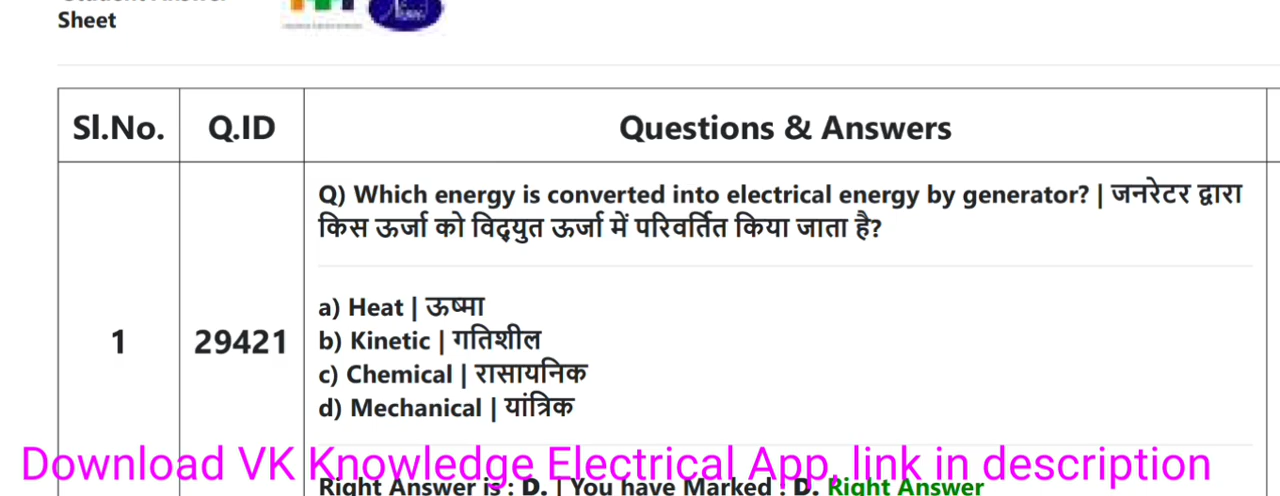 Sheet
Sl.No.
Q.ID
Questions & Answers
1
29421
Q) Which energy is converted into electrical energy by generator? | जनरेटर द्वारा
किस ऊर्जा को विद्युत ऊर्जा में परिवर्तित किया जाता है?
a) Heat | ऊष्मा
b) Kinetic | गतिशील
c) Chemical | रासायनिक
d) Mechanical | यांत्रिक
Download VK Knowledge Electrical App, link in description
Right Answer is : D. | You have Marked : D. Right Answer